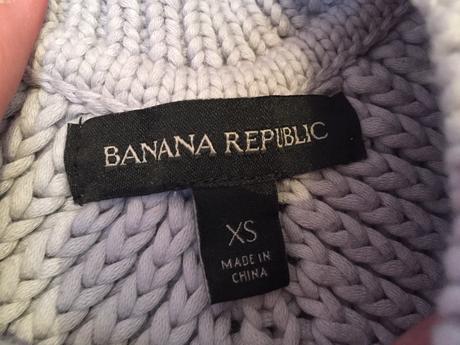 BANANA REPUBLIC
XS
MADE IN
CHINA